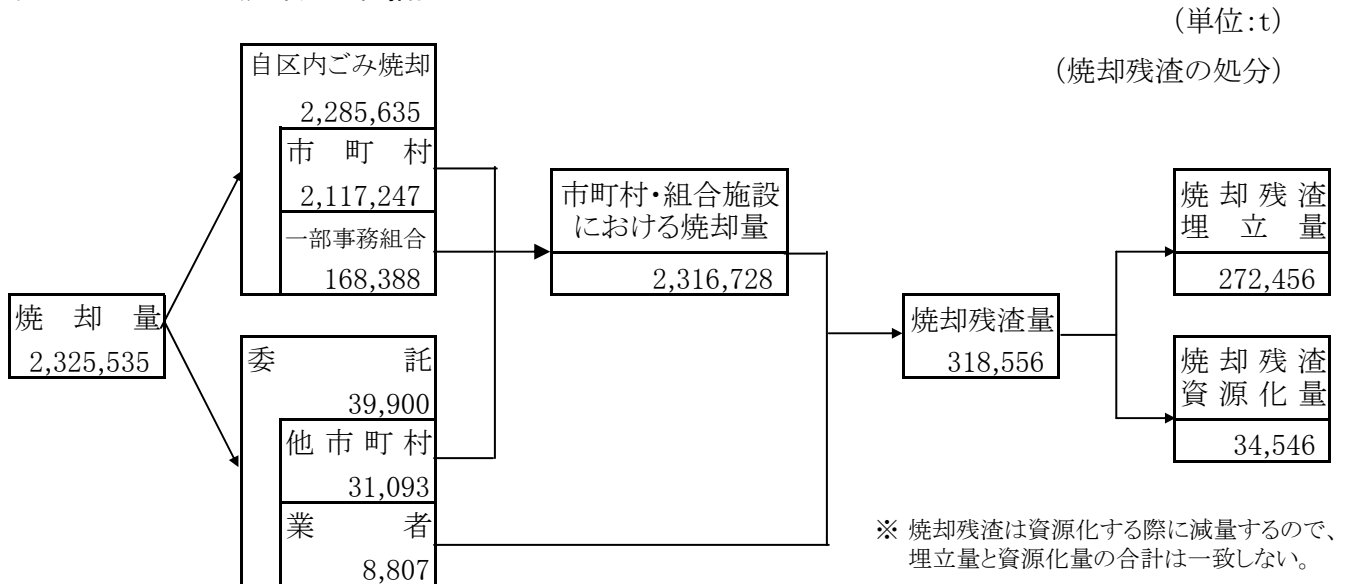 (単位:t)
(焼却残渣の処分)
自区内ごみ焼却
2,285,635
市町村
2,117,247
一部事務組合
168,388
市町村・組合施設
における焼却量
2,316,728
焼却残渣
埋立量
272,456
焼却量
2,325,535
焼却残渣量
318,556
焼却残渣
資源化量
34,546
委託
39,900
他市町村
31,093
業者
8,807
※ 焼却残渣は資源化する際に減量するので、
埋立量と資源化量の合計は一致しない。